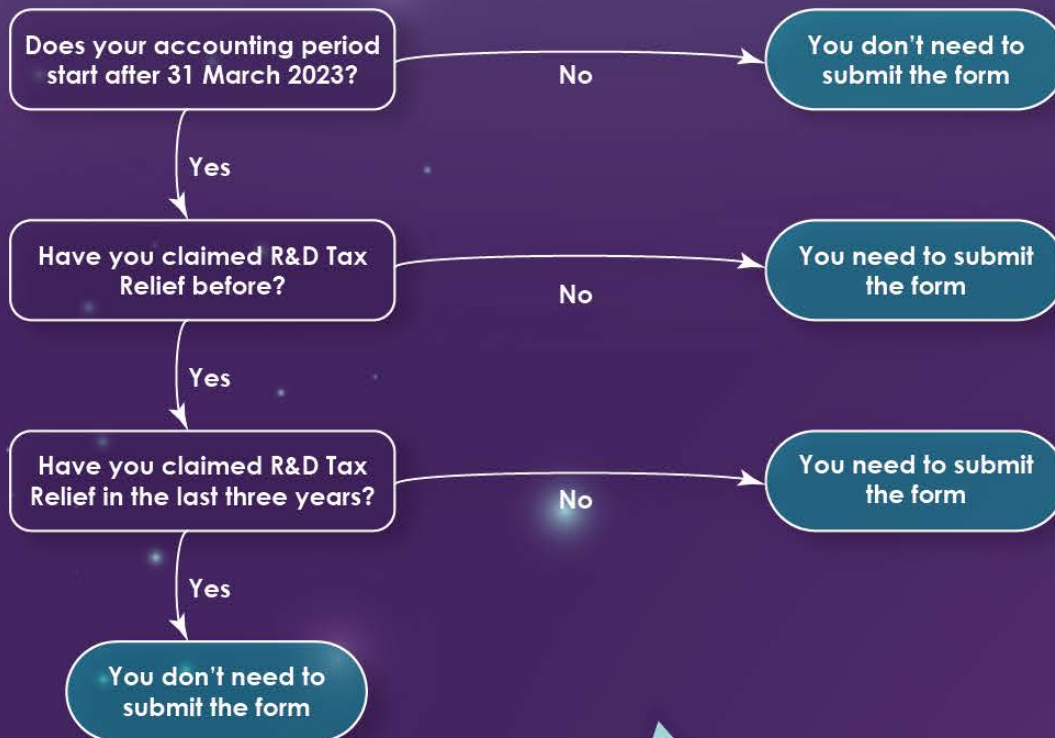 Does your accounting period
start after 31 March 2023?
No
You don't need to
submit the form
Yes
Have you claimed R&D Tax
Relief before?
No
You need to submit
the form
Yes
Have you claimed R&D Tax
Relief in the last three years?
No
You need to submit
the form
Yes
You don't need to
submit the form